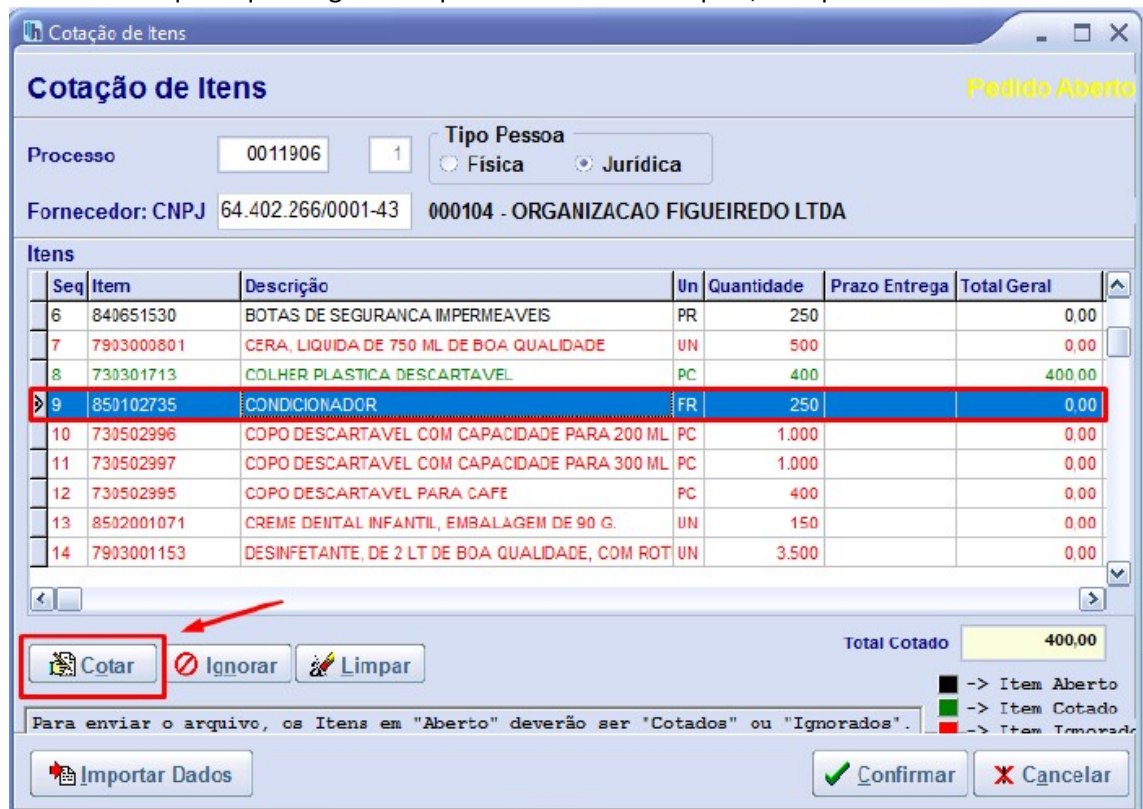 Cotação de Itens
Cotação de Itens
Pedido Aberto
Processo 0011906 1 Tipo Pessoa Física Jurídica
Fornecedor: CNPJ 64.402.266/0001-43 000104 - ORGANIZACAO FIGUEIREDO LTDA
Itens
Seq Item Descrição Un Quantidade Prazo Entrega Total Geral
6 840651530 BOTAS DE SEGURANCA IMPERMEAVEIS PR 250 0,00
7 7903000801 CERA, LIQUIDA DE 750 ML DE BOA QUALIDADE UN 500 0,00
8 730301713 COLHER PLASTICA DESCARTAVEL PC 400 400,00
9 850102735 CONDICIONADOR FR 250 0,00
10 730502996 COPO DESCARTAVEL COM CAPACIDADE PARA 200 ML PC 1.000 0,00
11 730502997 COPO DESCARTAVEL COM CAPACIDADE PARA 300 ML PC 1.000 0,00
12 730502995 COPO DESCARTAVEL PARA CAFE PC 400 0,00
13 8502001071 CREME DENTAL INFANTIL, EMBALAGEM DE 90 G. UN 150 0,00
14 7903001153 DESINFETANTE, DE 2 LT DE BOA QUALIDADE, COM ROT UN 3.500 0,00
Cotar Ignorar Limpar
Total Cotado 400,00
-> Item Aberto
-> Item Cotado
-> Item Ignorado
Para enviar o arquivo, os Itens em "Aberto" deverão ser "Cotados" ou "Ignorados".
Importar Dados Confirmar Cancelar